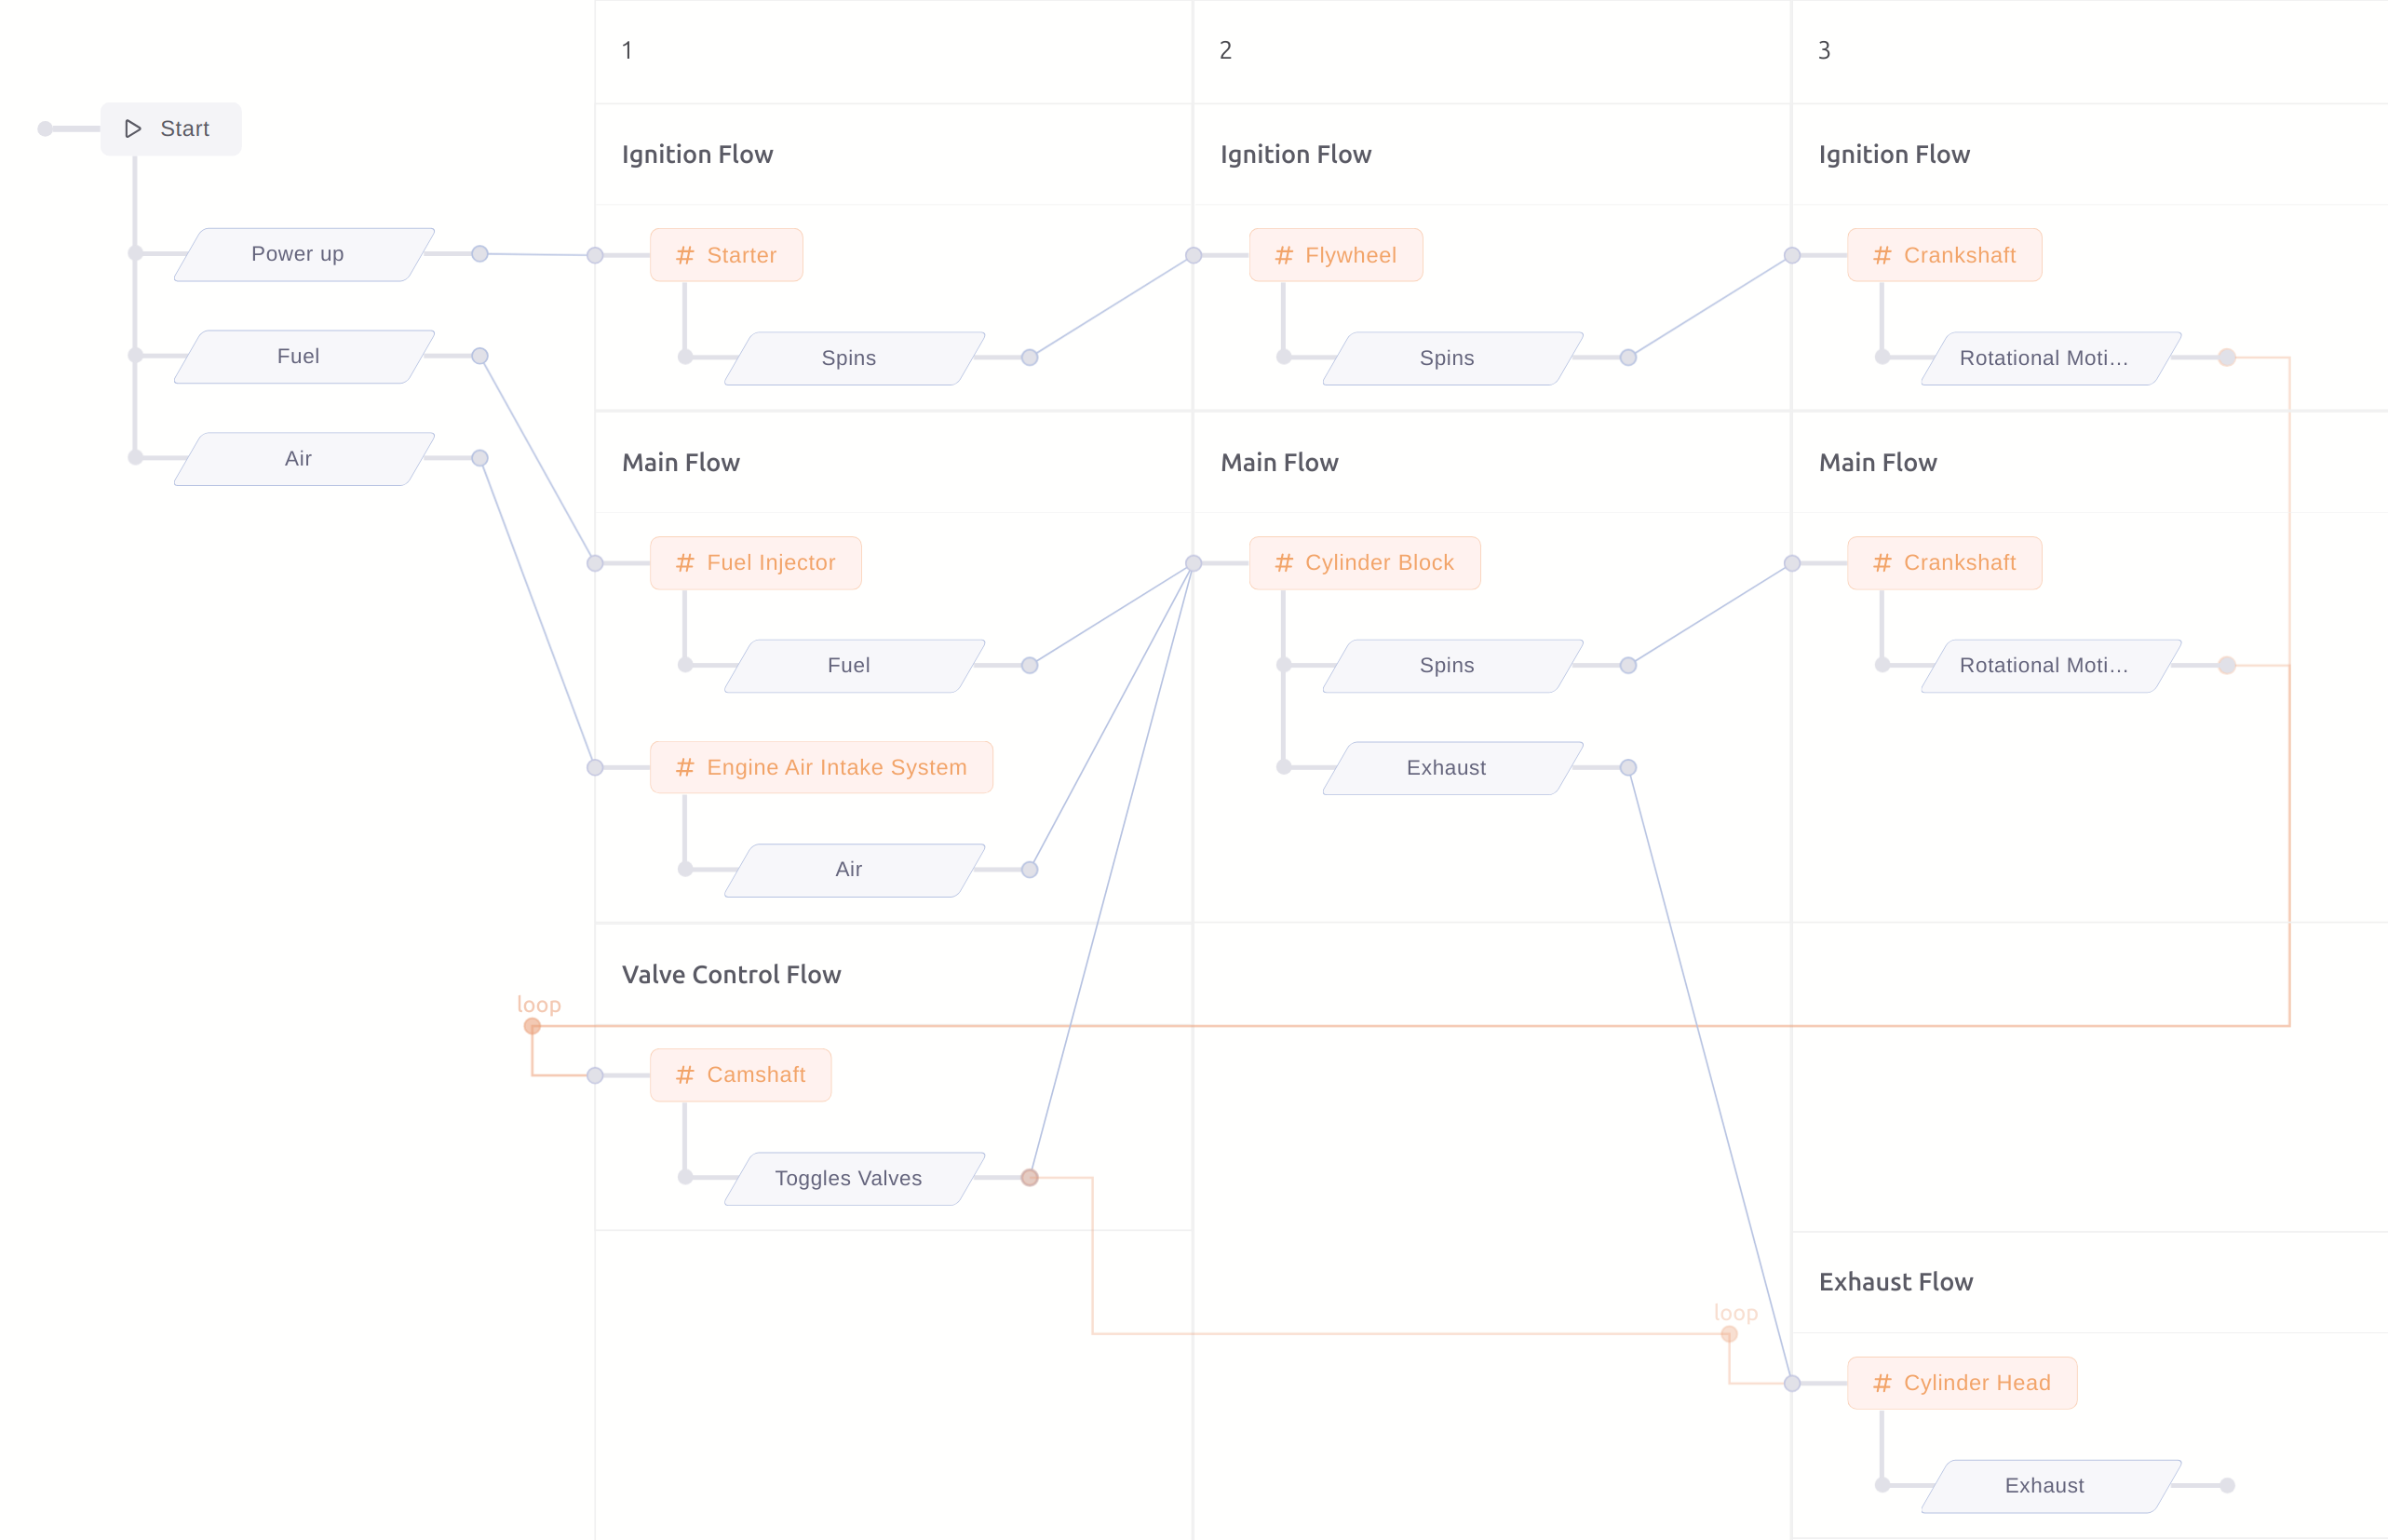 1
2
3
Start
Ignition Flow
Ignition Flow
Ignition Flow
Power up
# Starter
# Flywheel
# Crankshaft
Fuel
Spins
Spins
Rotational Moti...
Air
Main Flow
Main Flow
Main Flow
# Fuel Injector
# Cylinder Block
# Crankshaft
Fuel
Spins
Rotational Moti...
# Engine Air Intake System
Exhaust
Air
Valve Control Flow
loop
# Camshaft
Toggles Valves
Exhaust Flow
loop
# Cylinder Head
Exhaust